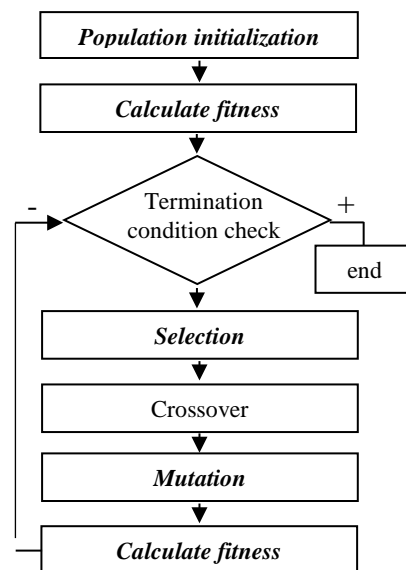 Population initialization
Calculate fitness
-
Termination
condition check
+
end
Selection
Crossover
Mutation
Calculate fitness